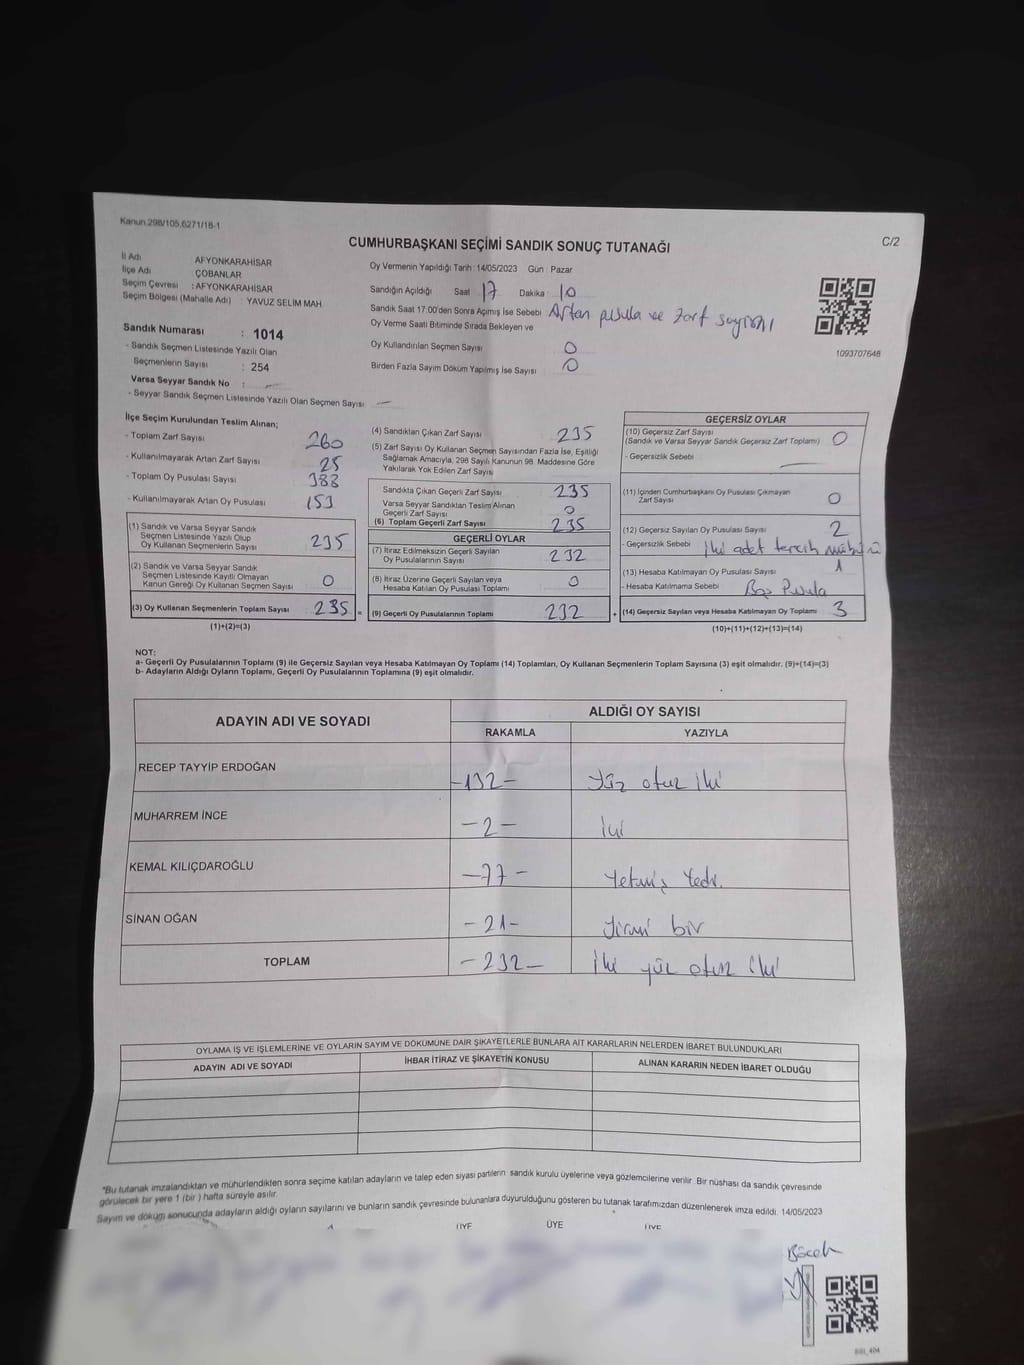 Kanun 298/105,6271/18-1
C/2
CUMHURBAŞKANI SEÇİMİ SANDIK SONUÇ TUTANAĞI
İl Adı AFYONKARAHİSAR
İlçe Adı ÇOBANLAR
Seçim Çevresi : AFYONKARAHİSAR
Seçim Bölgesi (Mahalle Adı) : YAVUZ SELİM MAH.
Sandık Numarası : 1014
- Sandık Seçmen Listesinde Yazılı Olan
Seçmenlerin Sayısı : 254
Varsa Seyyar Sandık No : —
- Seyyar Sandık Seçmen Listesinde Yazılı Olan Seçmen Sayısı —
Oy Vermenin Yapıldığı Tarih : 14/05/2023 Gün : Pazar
Sandığın Açıldığı Saat 17 Dakika 10
Sandık Saat 17:00'den Sonra Açmış İse Sebebi Artan pusula ve zarf sayımı
Oy Verme Saati Bitiminde Sırada Bekleyen ve
Oy Kullandırılan Seçmen Sayısı 0
Birden Fazla Sayım Döküm Yapılmış İse Sayısı 0
1093707646
İlçe Seçim Kurulundan Teslim Alınan;
- Toplam Zarf Sayısı 260
- Kullanılmayarak Artan Zarf Sayısı 25
- Toplam Oy Pusulası Sayısı 388
- Kullanılmayarak Artan Oy Pusulası 153
(1) Sandık ve Varsa Seyyar Sandık
Seçmen Listesinde Yazılı Olup
Oy Kullanan Seçmenlerin Sayısı 235
(2) Sandık ve Varsa Seyyar Sandık
Seçmen Listesinde Kayıtlı Olmayan
Kanun Gereği Oy Kullanan Seçmen Sayısı 0
(3) Oy Kullanan Seçmenlerin Toplam Sayısı 235 =
(1)+(2)=(3)
(4) Sandıktan Çıkan Zarf Sayısı 235
(5) Zarf Sayısı Oy Kullanan Seçmen Sayısından Fazla İse, Eşitliği
Sağlamak Amacıyla, 298 Sayılı Kanunun 98. Maddesine Göre
Yakılarak Yok Edilen Zarf Sayısı
Sandıkta Çıkan Geçerli Zarf Sayısı 235
Varsa Seyyar Sandıktan Teslim Alınan
Geçerli Zarf Sayısı 0
(6) Toplam Geçerli Zarf Sayısı 235
GEÇERLİ OYLAR
(7) İtiraz Edilmeksizin Geçerli Sayılan
Oy Pusulalarının Sayısı 232
(8) İtiraz Üzerine Geçerli Sayılan veya
Hesaba Katılan Oy Pusulası Toplamı 0
(9) Geçerli Oy Pusulalarının Toplamı 232 +
GEÇERSİZ OYLAR
(10) Geçersiz Zarf Sayısı
(Sandık ve Varsa Seyyar Sandık Geçersiz Zarf Toplamı) 0
- Geçersizlik Sebebi —
(11) İçinden Cumhurbaşkanı Oy Pusulası Çıkmayan
Zarf Sayısı 0
(12) Geçersiz Sayılan Oy Pusulası Sayısı 2
- Geçersizlik Sebebi İki adet tercih mührü
(13) Hesaba Katılmayan Oy Pusulası Sayısı 1
- Hesaba Katılmama Sebebi Boş Pusula
(14) Geçersiz Sayılan veya Hesaba Katılmayan Oy Toplamı 3
(10)+(11)+(12)+(13)=(14)
NOT:
a- Geçerli Oy Pusulalarının Toplamı (9) ile Geçersiz Sayılan veya Hesaba Katılmayan Oy Toplamı (14) Toplamları, Oy Kullanan Seçmenlerin Toplam Sayısına (3) eşit olmalıdır. (9)+(14)=(3)
b- Adayların Aldığı Oyların Toplamı, Geçerli Oy Pusulalarının Toplamına (9) eşit olmalıdır.
ADAYIN ADI VE SOYADI
ALDIĞI OY SAYISI
RAKAMLA YAZIYLA
RECEP TAYYİP ERDOĞAN -132- Yüz otuz iki
MUHARREM İNCE -2- iki
KEMAL KILIÇDAROĞLU -77- Yetmiş Yedi
SİNAN OĞAN -21- Yirmi bir
TOPLAM -232- İki yüz otuz iki
OYLAMA İŞ VE İŞLEMLERİNE VE OYLARIN SAYIM VE DÖKÜMÜNE DAİR ŞİKAYETLERLE BUNLARA AİT KARARLARIN NELERDEN İBARET BULUNDUKLARI
ADAYIN ADI VE SOYADI İHBAR İTİRAZ VE ŞİKAYETİN KONUSU ALINAN KARARIN NEDEN İBARET OLDUĞU
"Bu tutanak imzalandıktan ve mühürlendikten sonra seçime katılan adayların ve talep eden siyasi partilerin sandık kurulu üyelerine veya gözlemcilerine verilir. Bir nüshası da sandık çevresinde
görülecek bir yere 1 (bir) hafta süreyle asılır.
Sayım ve döküm sonucunda adayların aldığı oyların sayılarını ve bunların sandık çevresinde bulunanlara duyurulduğunu gösteren bu tutanak tarafımızdan düzenlenerek imza edildi. 14/05/2023
ÜYE ÜYE ÜYE